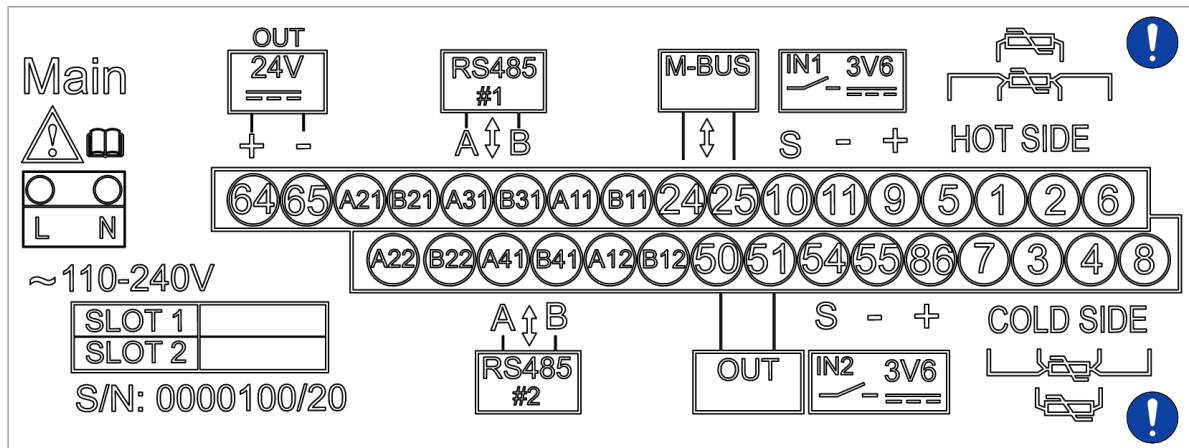 OUT
24V
RS485
#1
M-BUS
IN1 3V6
Main
+ -
A B
S - +
HOT SIDE
64 65 A21 B21 A31 B31 A11 B11 24 25 10 11 9 5 1 2 6
L N
A22 B22 A41 B41 A12 B12 50 51 54 55 86 7 3 4 8
~110-240V
SLOT 1
SLOT 2
A B
S - +
COLD SIDE
RS485
#2
OUT
IN2 3V6
S/N: 0000100/20